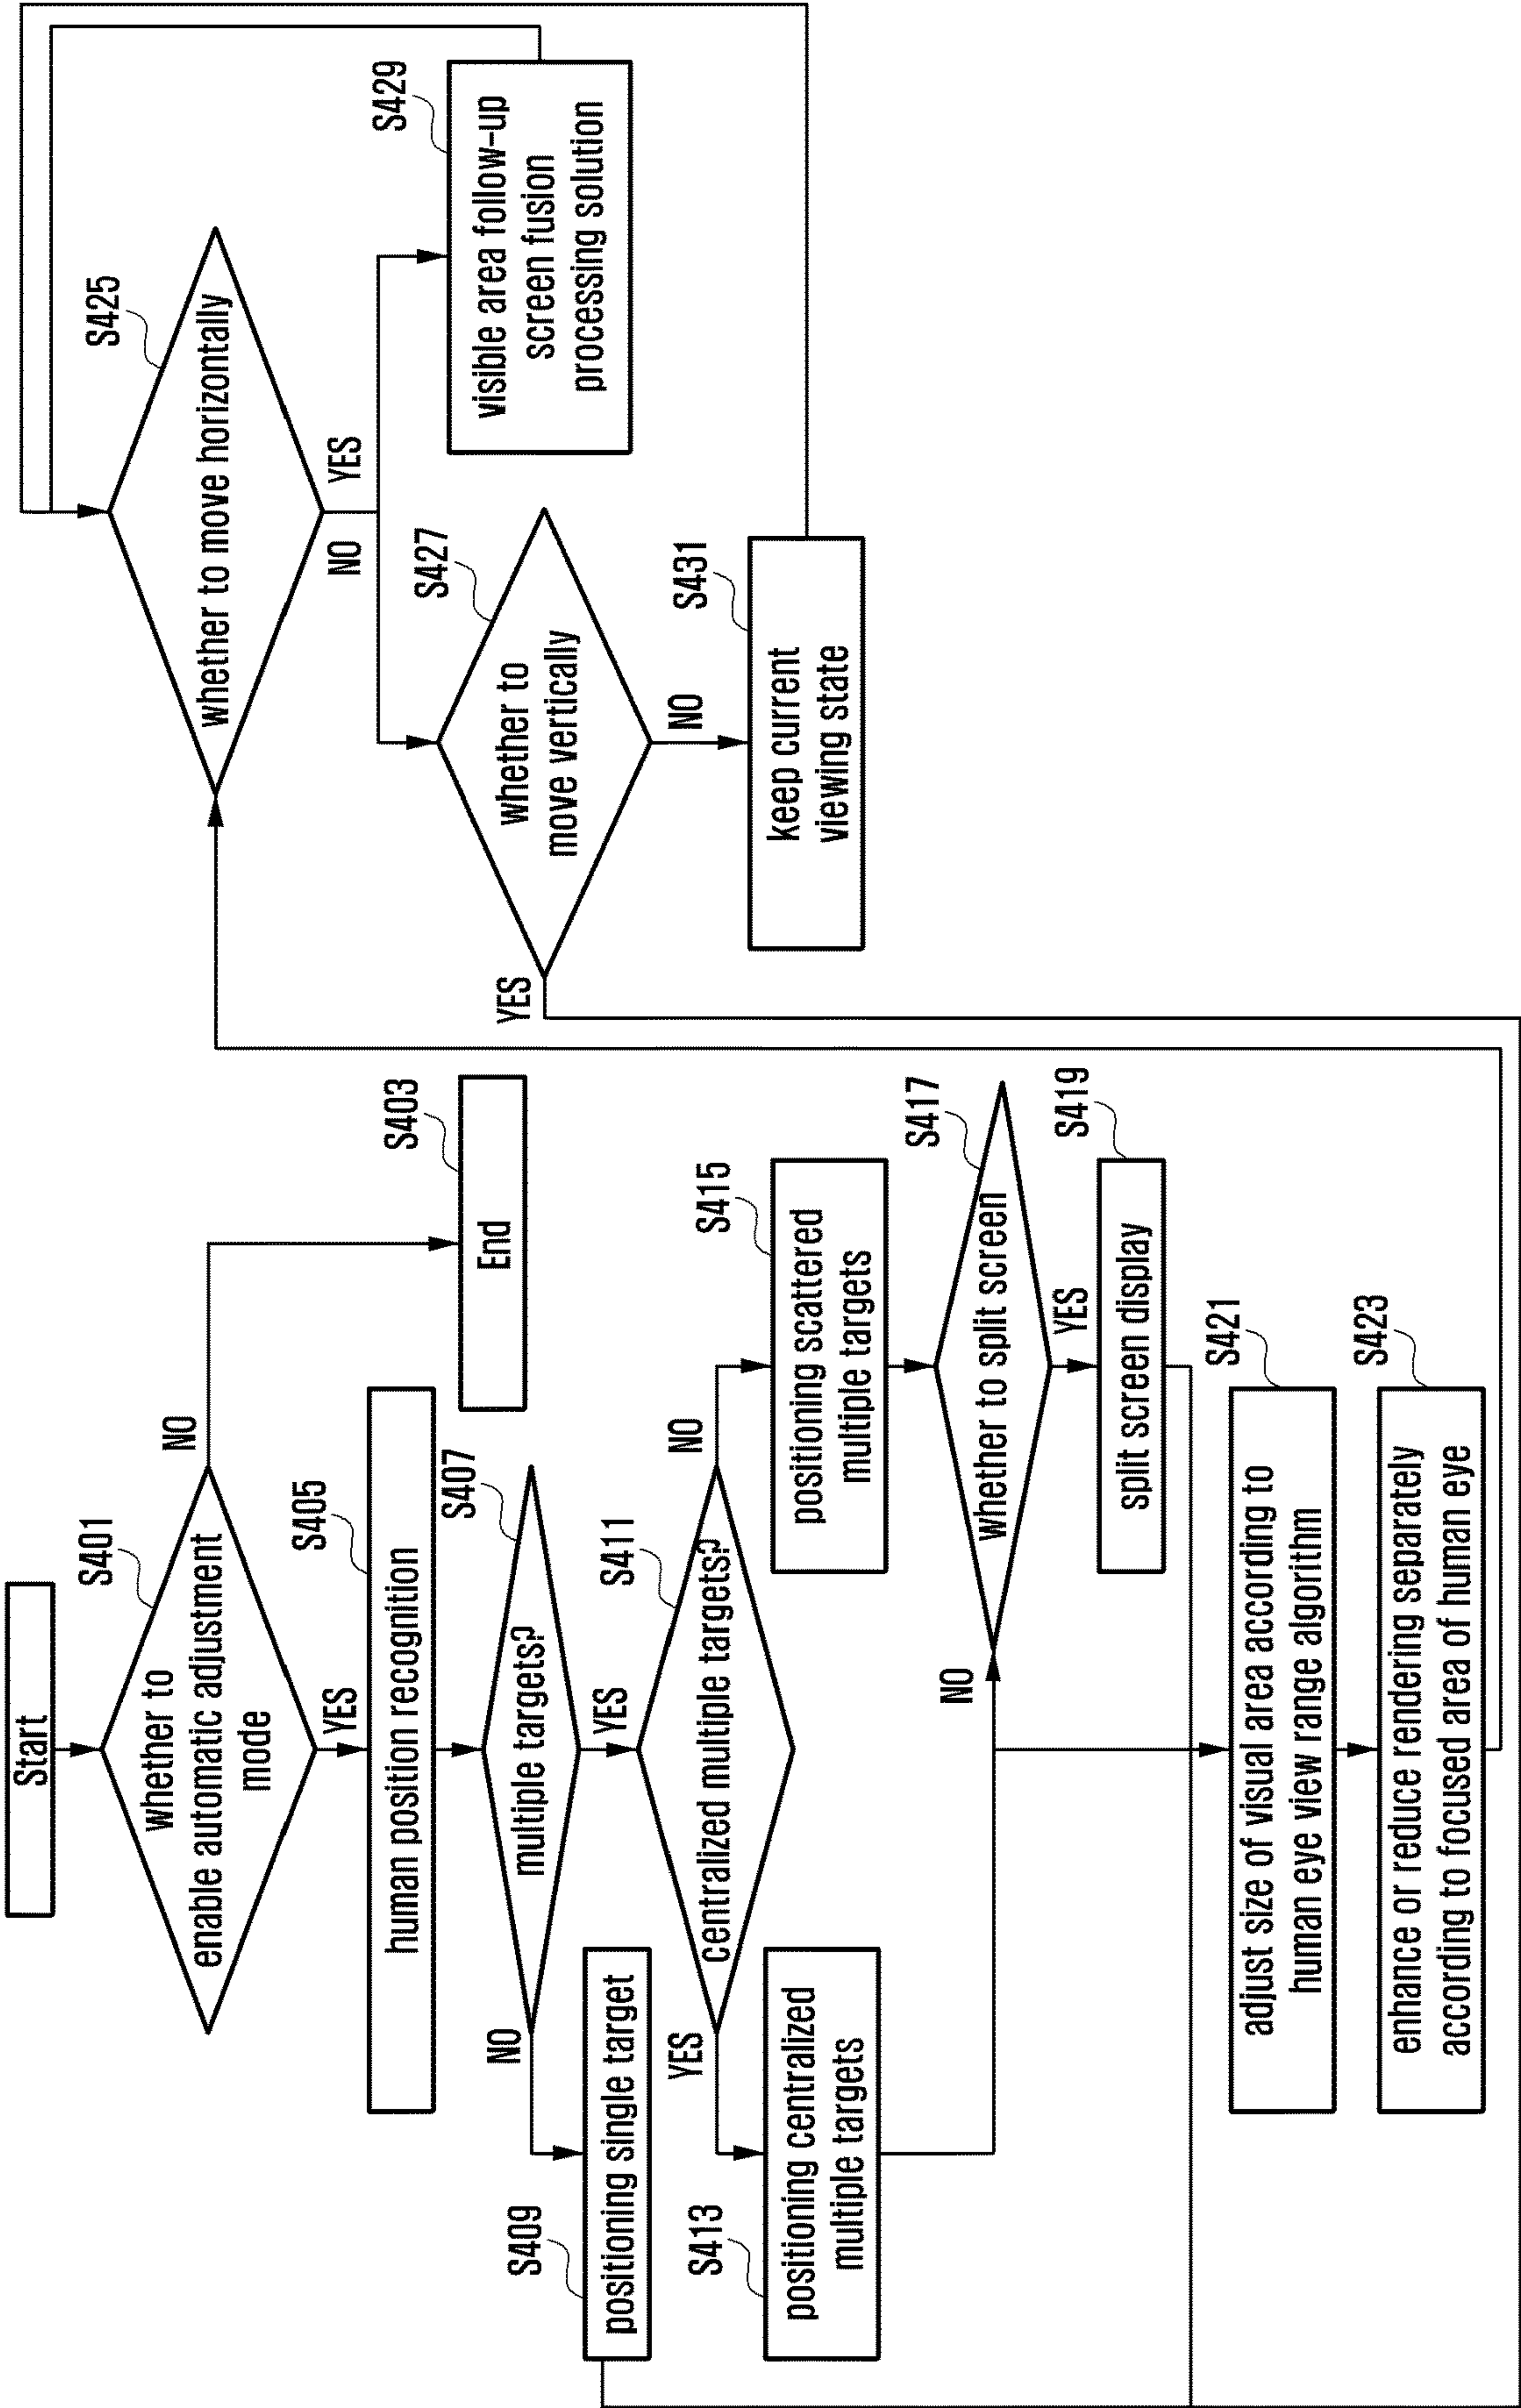 Start
S401
whether to
enable automatic adjustment
mode
NO
YES
S403
End
S405
human position recognition
S407
multiple targets?
NO
YES
S409
positioning single target
S411
centralized multiple targets?
YES
NO
S413
positioning centralized
multiple targets
S415
positioning scattered
multiple targets
S417
whether to split screen
NO
YES
S419
split screen display
S421
adjust size of visual area according to
human eye view range algorithm
S423
enhance or reduce rendering separately
according to focused area of human eye
S425
whether to move horizontally
NO
YES
S427
whether to
move vertically
YES
NO
S429
visible area follow-up
screen fusion
processing solution
S431
keep current
viewing state